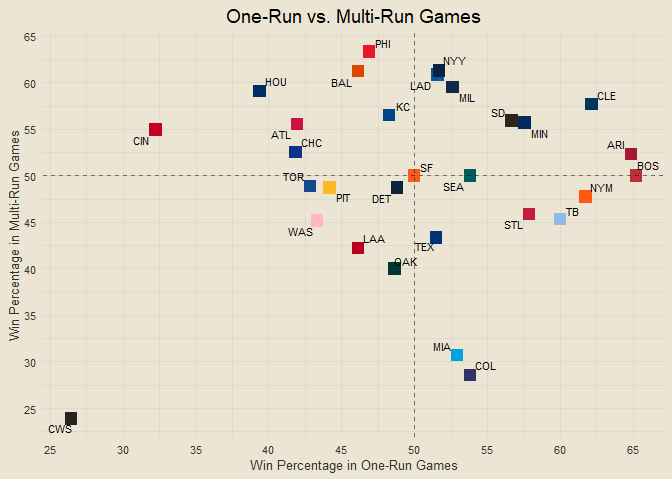 One-Run vs. Multi-Run Games
65
PHI
NYY
BAL
LAD
60
HOU
MIL
CLE
KC
SD
MIN
55
CIN
ATL
CHC
ARI
50
TOR
SF
BOS
PIT
DET
SEA
NYM
45
WAS
STL
TB
LAA
TEX
40
OAK
35
30
MIA
COL
25
CWS
25
30
35
40
45
50
55
60
65
Win Percentage in One-Run Games
Win Percentage in Multi-Run Games